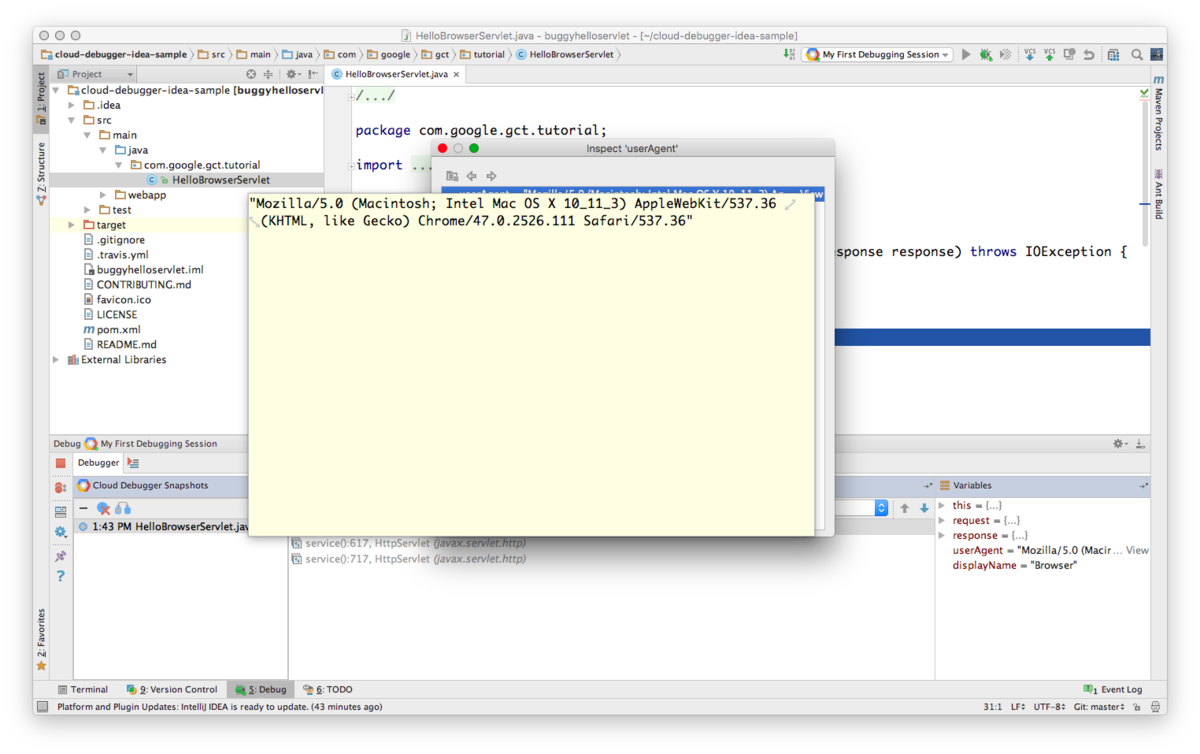 HelloBrowserServlet.java - buggyhelloservlet - [~/cloud-debugger-idea-sample]
cloud-debugger-idea-sample src main java com google gct tutorial HelloBrowserServlet
My First Debugging Session
VCS VCS
1: Project
Z: Structure
2: Favorites
Project
HelloBrowserServlet.java
cloud-debugger-idea-sample [buggyhelloservl
.idea
src
main
java
com.google.gct.tutorial
HelloBrowserServlet
webapp
test
target
.gitignore
.travis.yml
buggyhelloservlet.iml
CONTRIBUTING.md
favicon.ico
LICENSE
pom.xml
README.md
External Libraries
/.../
package com.google.gct.tutorial;
import ...
sponse response) throws IOException {
Inspect 'userAgent'
"Mozilla/5.0 (Macintosh; Intel Mac OS X 10_11_3) AppleWebKit/537.36
(KHTML, like Gecko) Chrome/47.0.2526.111 Safari/537.36"
Maven Projects
Ant Build
Debug My First Debugging Session
Debugger
Cloud Debugger Snapshots
1:43 PM HelloBrowserServlet.jav
service():617, HttpServlet (javax.servlet.http)
service():717, HttpServlet (javax.servlet.http)
Variables
this = {...}
request = {...}
response = {...}
userAgent = "Mozilla/5.0 (Macir... View
displayName = "Browser"
Terminal 9: Version Control 5: Debug 6: TODO 1 Event Log
Platform and Plugin Updates: IntelliJ IDEA is ready to update. (43 minutes ago) 31:1 LF UTF-8 Git: master